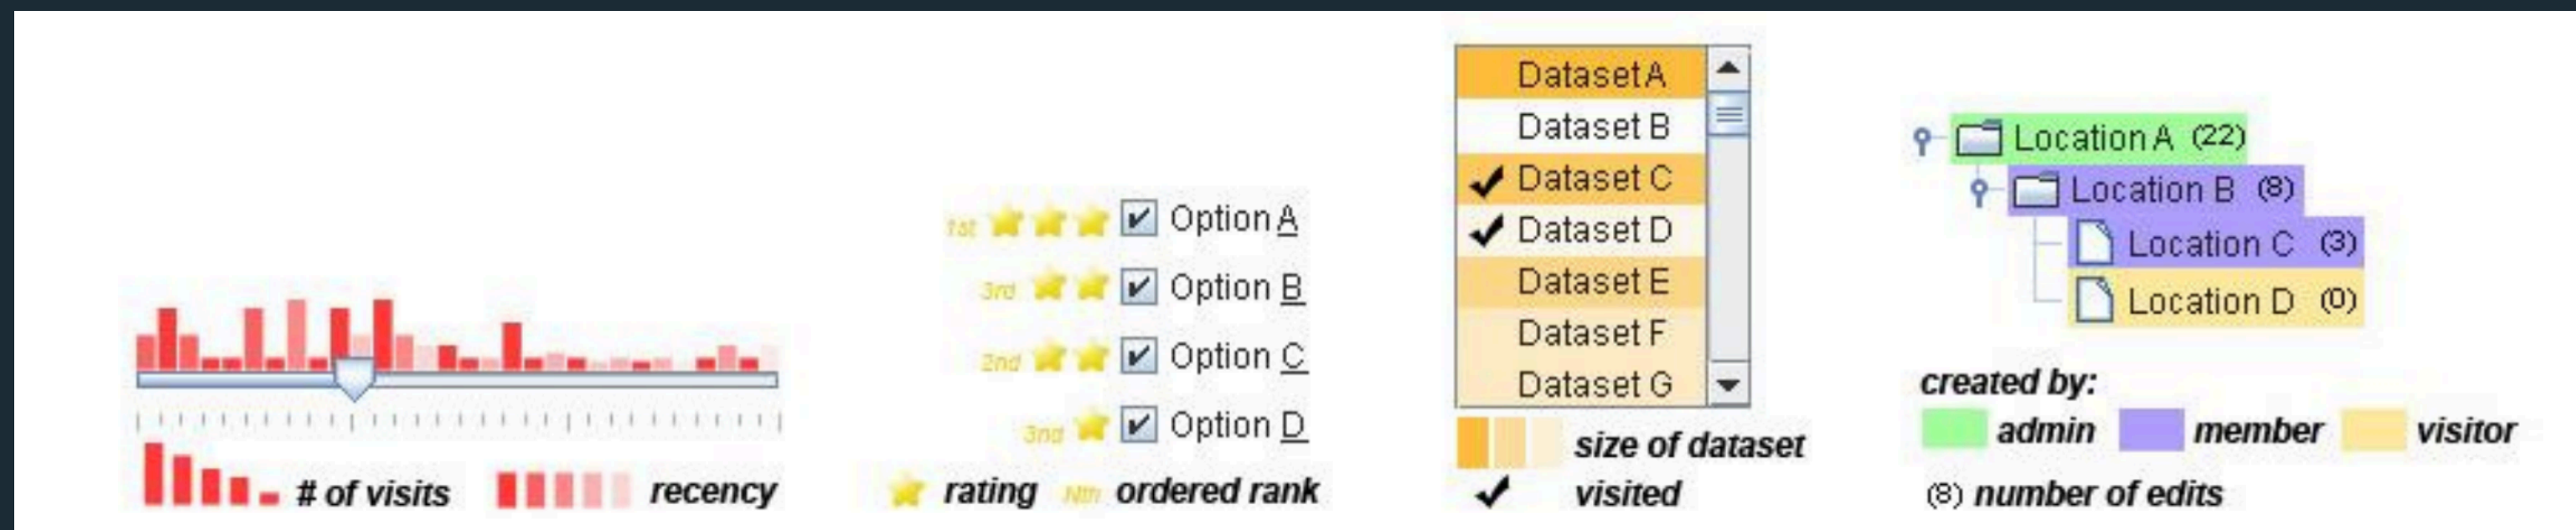 # of visits
recency
1st Option A
3rd Option B
2nd Option C
3nd Option D
rating
Nth ordered rank
Dataset A
Dataset B
Dataset C
Dataset D
Dataset E
Dataset F
Dataset G
size of dataset
visited
Location A (22)
Location B (8)
Location C (3)
Location D (0)
created by:
admin
member
visitor
(8) number of edits